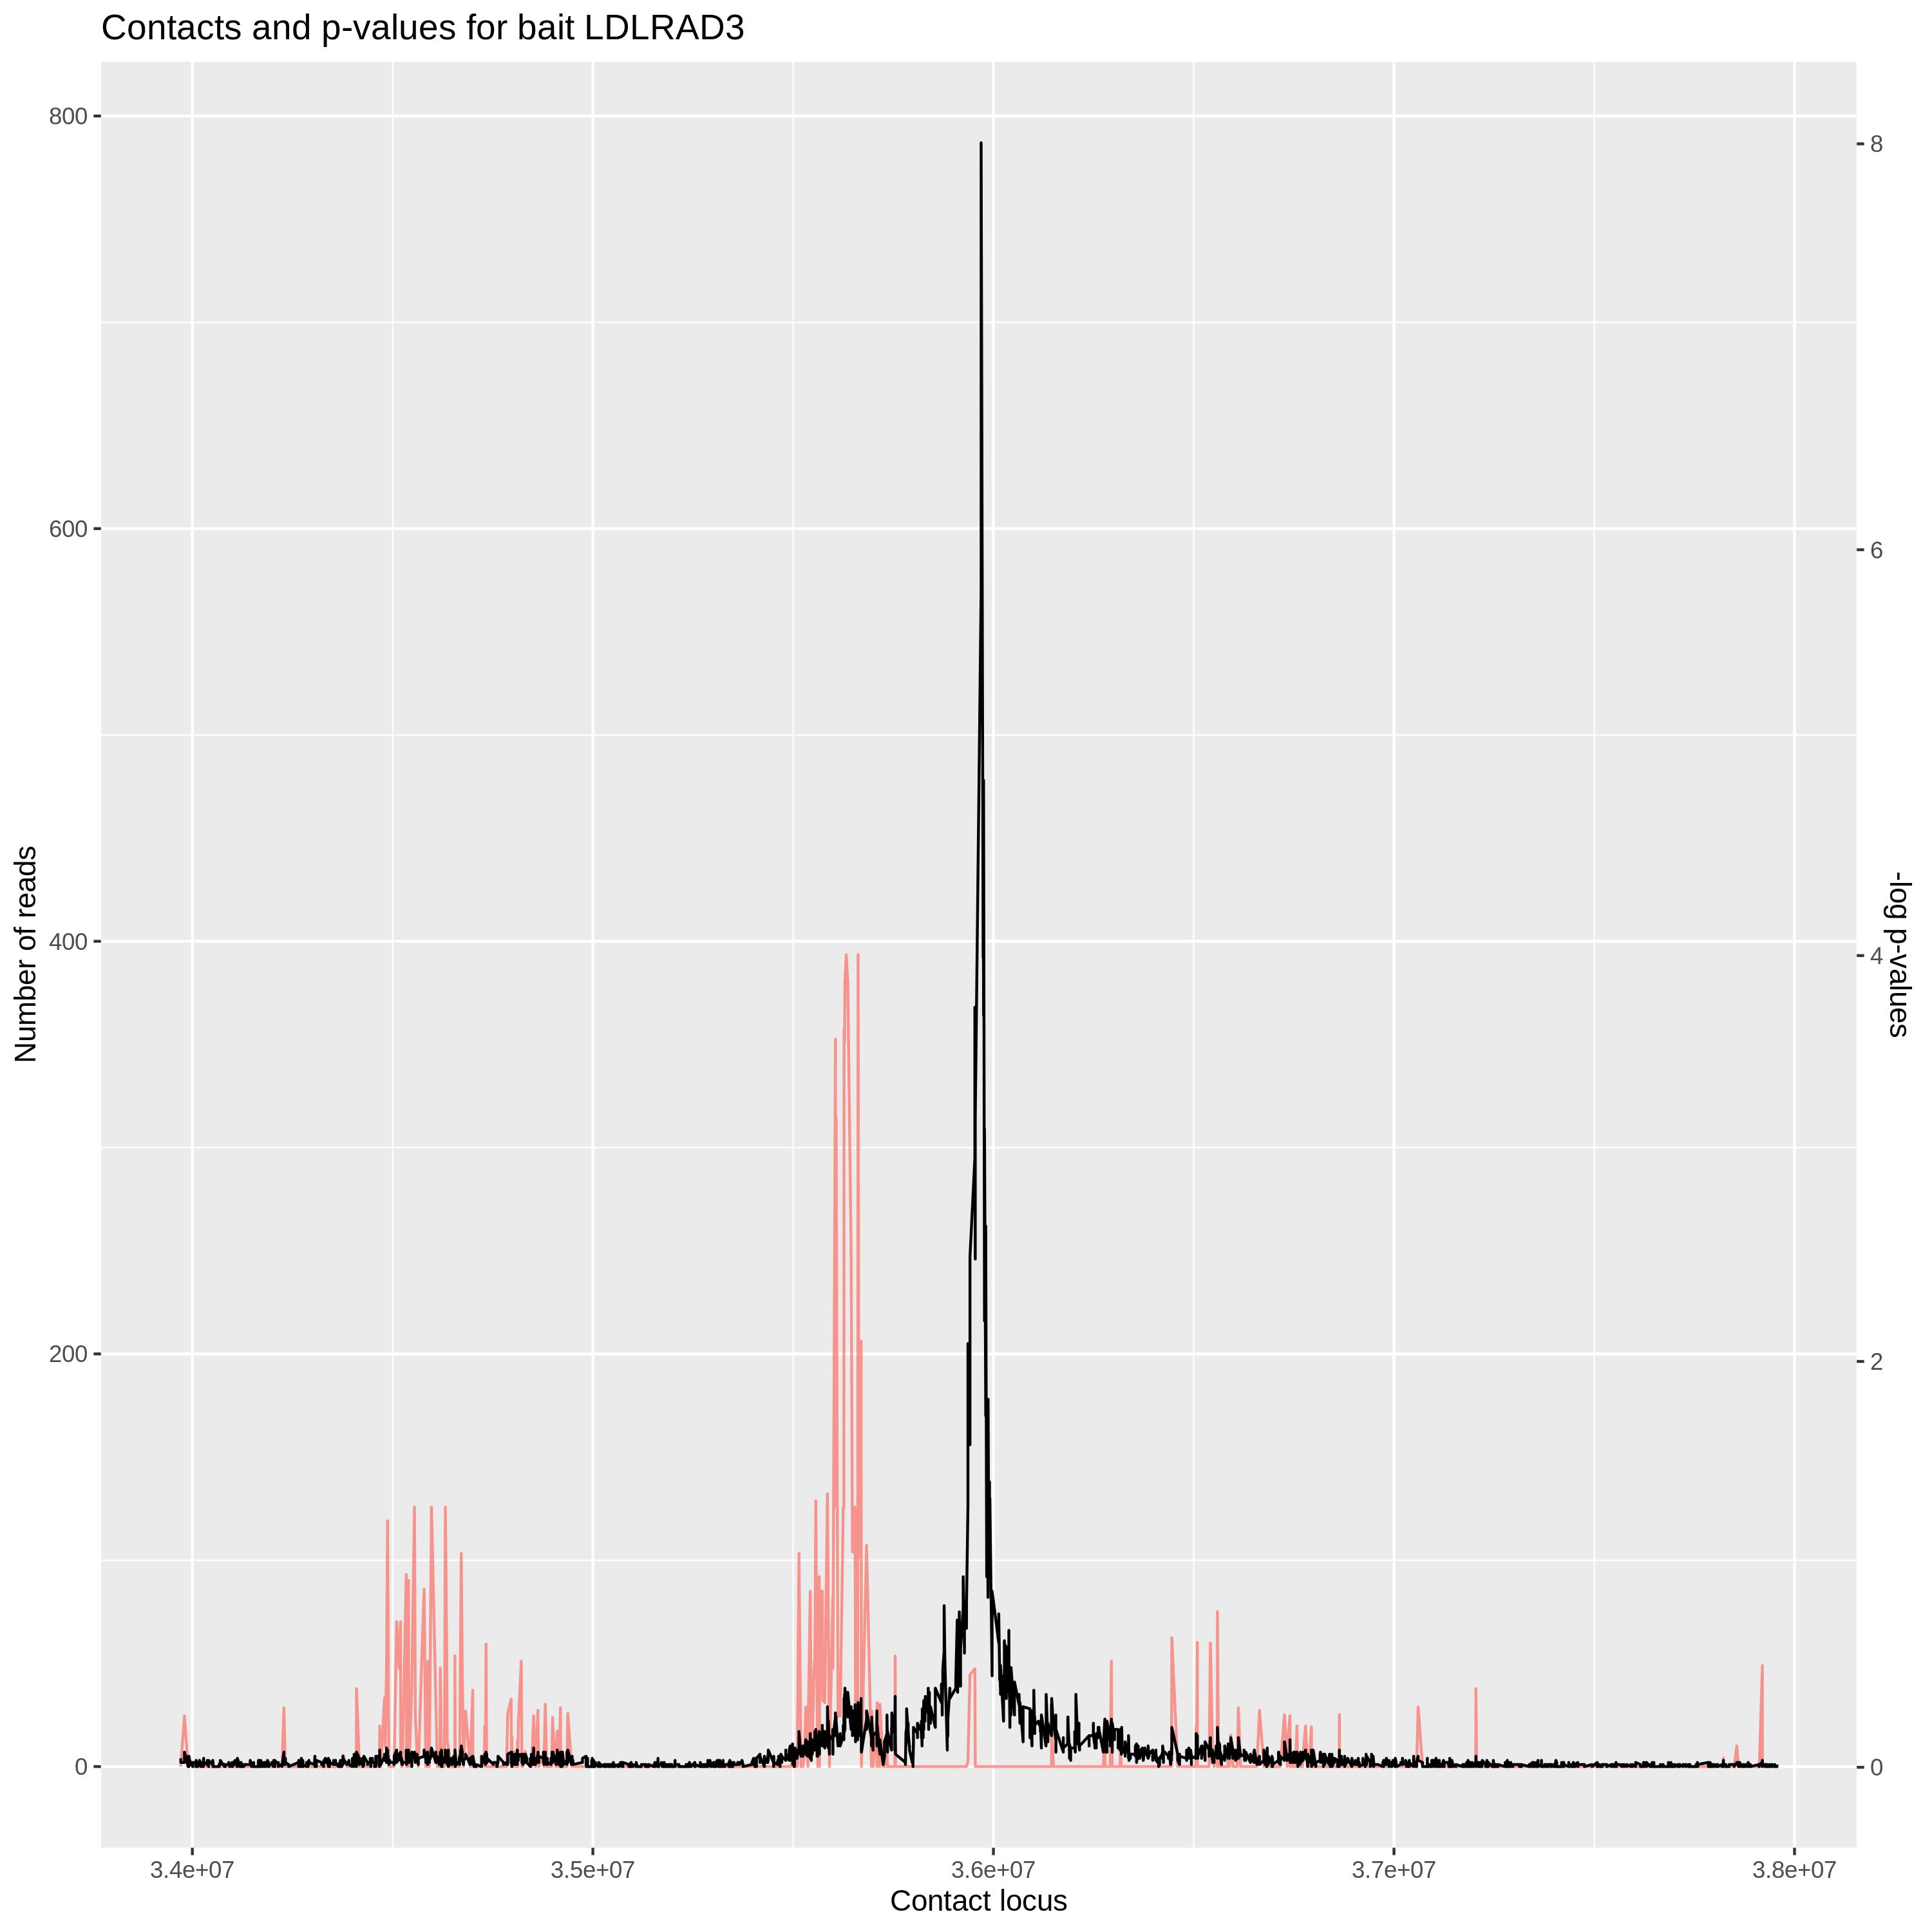 Contacts and p-values for bait LDLRAD3
800
600
400
200
0
Number of reads
8
6
4
2
0
-log p-values
3.4e+07
3.5e+07
3.6e+07
3.7e+07
3.8e+07
Contact locus